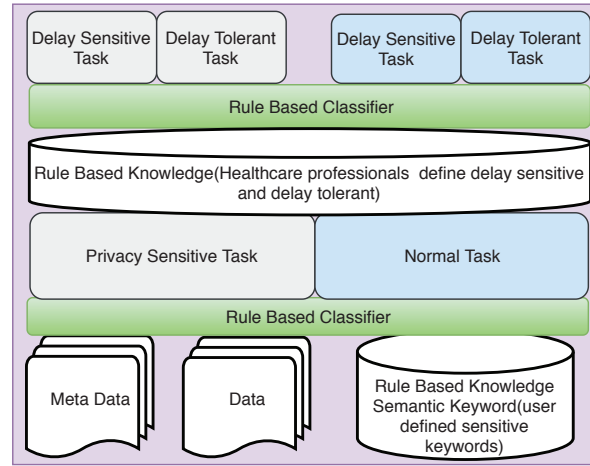 Delay Sensitive
Task
Delay Tolerant
Task
Delay Sensitive
Task
Delay Tolerant
Task
Rule Based Classifier
Rule Based Knowledge(Healthcare professionals define delay sensitive
and delay tolerant)
Privacy Sensitive Task
Normal Task
Rule Based Classifier
Meta Data
Data
Rule Based Knowledge
Semantic Keyword(user
defined sensitive
keywords)